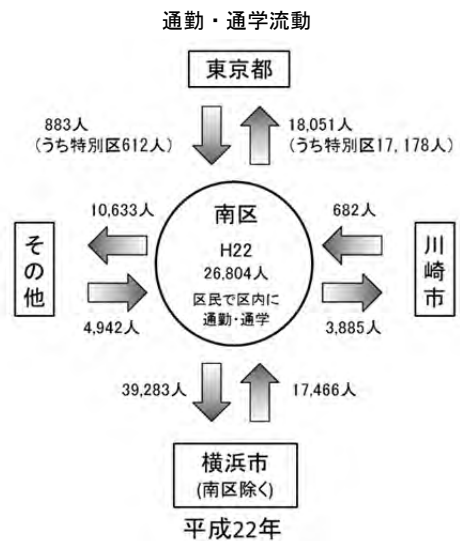 通勤・通学流動
東京都
883人
(うち特別区612人)
18,051人
(うち特別区17,178人)
10,633人
南区
682人
その他
H22
26,804人
区民で区内に
通勤・通学
川崎市
4,942人
3,885人
39,283人
17,466人
横浜市
(南区除く)
平成22年